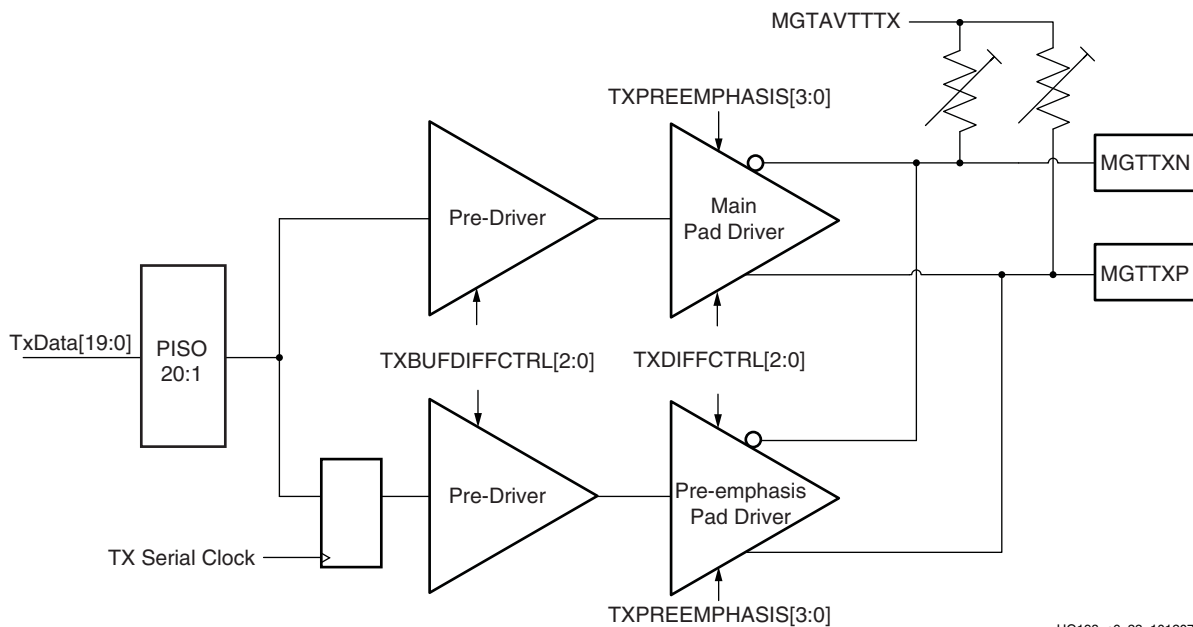 MGTAVTTTX
TXPREEMPHASIS[3:0]
MGTTXN
Pre-Driver
Main
Pad Driver
MGTTXP
TxData[19:0]
PISO
20:1
TXBUFDIFFCTRL[2:0]
TXDIFFCTRL[2:0]
Pre-Driver
Pre-emphasis
Pad Driver
TX Serial Clock
TXPREEMPHASIS[3:0]